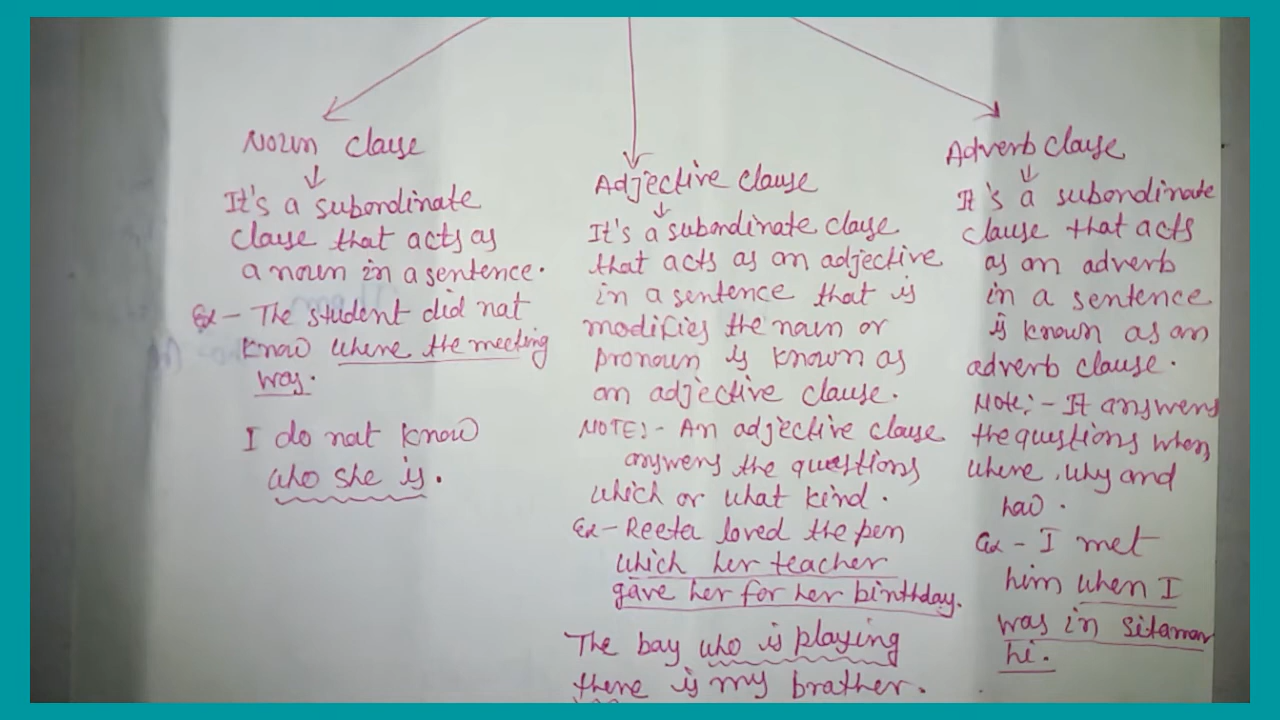 Noun clause
It's a subordinate
clause that acts as
a noun in a sentence.
Ex - The student did not
know where the meeting
was.
I do not know
who she is.
Adjective clause
It's a subordinate clause
that acts as an adjective
in a sentence that is
modifies the noun or
pronoun is known as
an adjective clause.
NOTE:- An adjective clause
answers the questions
which or what kind.
Ex- Reeta loved the pen
which her teacher
gave her for her birthday.
The boy who is playing
there is my brother.
Adverb clause
It's a subordinate
clause that acts
as an adverb
in a sentence
is known as an
adverb clause.
Note:- It answers
the questions when,
where, why and
how.
Ex - I met
him when I
was in sitamar
hi.